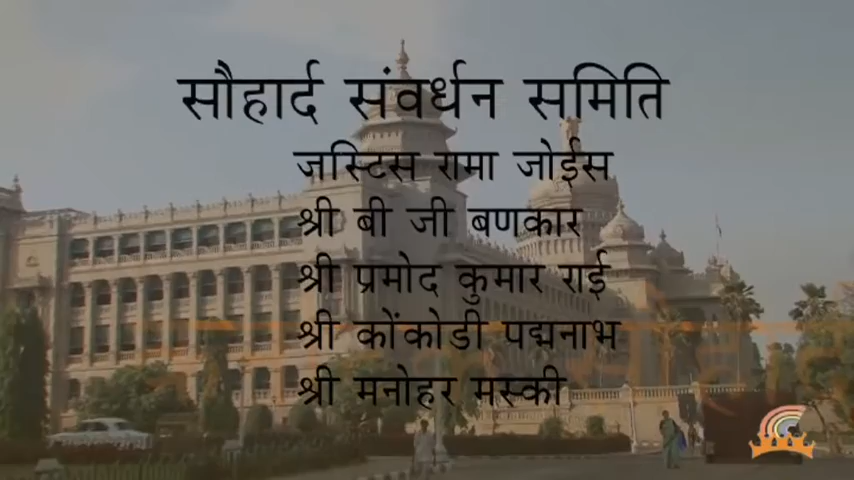 सौहार्द संवर्धन समिति
जस्टिस रामा जोईस
श्री बी जी बणकार
श्री प्रमोद कुमार राई
श्री कोंकोडी पद्मनाभ
श्री मनोहर मस्की